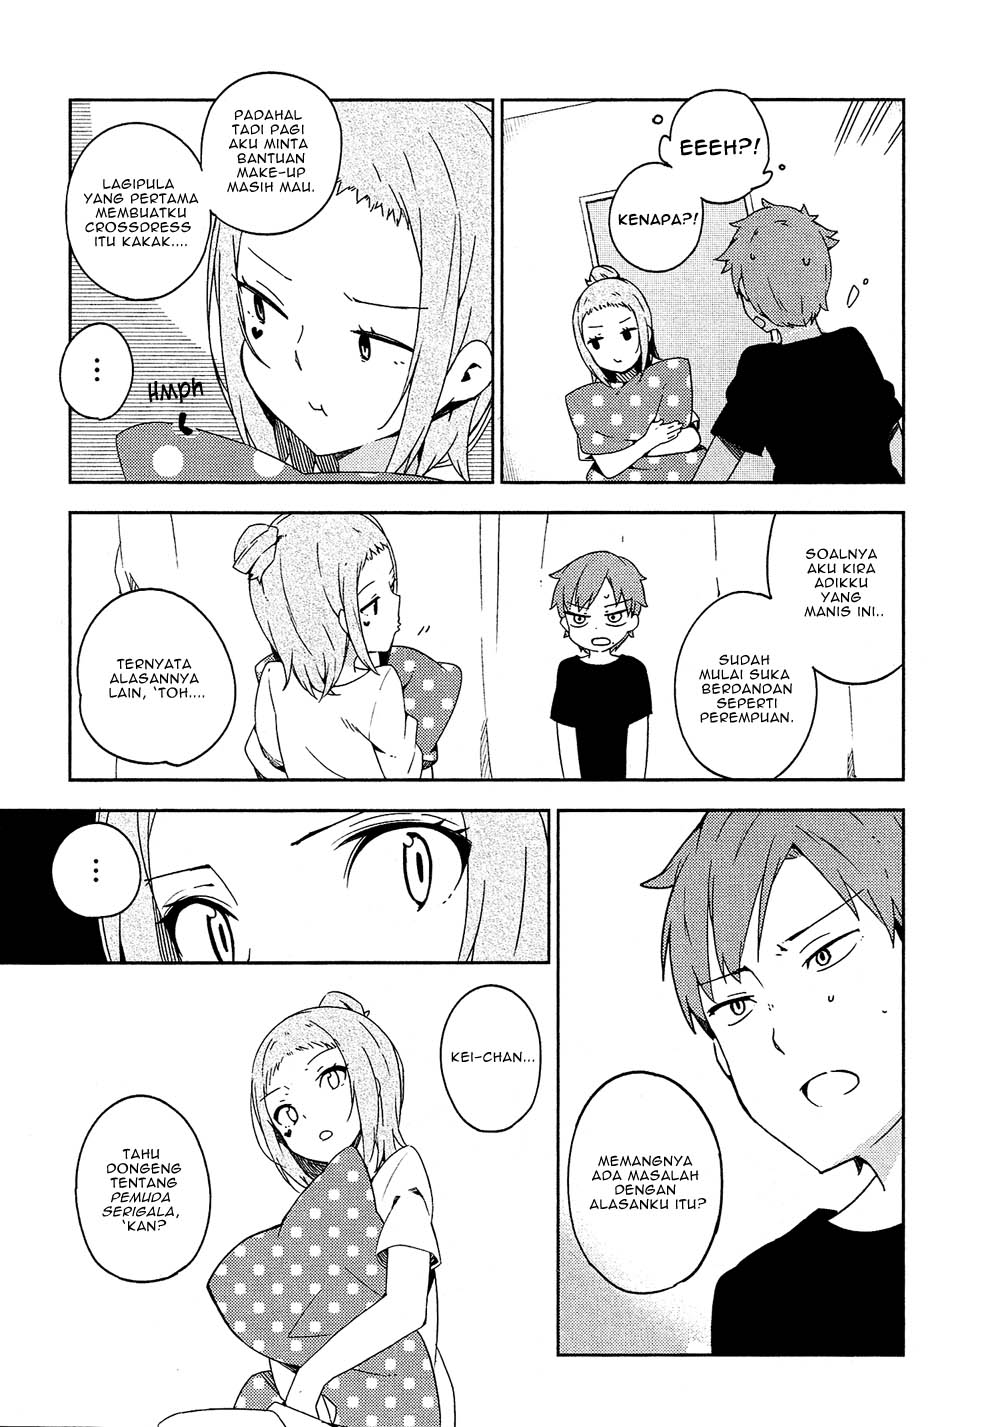 EEEH?!
KENAPA?!
PADAHAL
TADI PAGI
AKU MINTA
BANTUAN
MAKE-UP
MASIH MAU.
LAGIPULA
YANG PERTAMA
MEMBUATKU
CROSSDRESS
ITU KAKAK....
...
HMPH
SOALNYA
AKU KIRA
ADIKKU
YANG
MANIS INI..
SUDAH
MULAI SUKA
BERDANDAN
SEPERTI
PEREMPUAN.
TERNYATA
ALASANNYA
LAIN, 'TOH....
MEMANGNYA
ADA MASALAH
DENGAN
ALASANKU ITU?
...
KEI-CHAN...
TAHU
DONGENG
TENTANG
PEMUDA
SERIGALA,
'KAN?